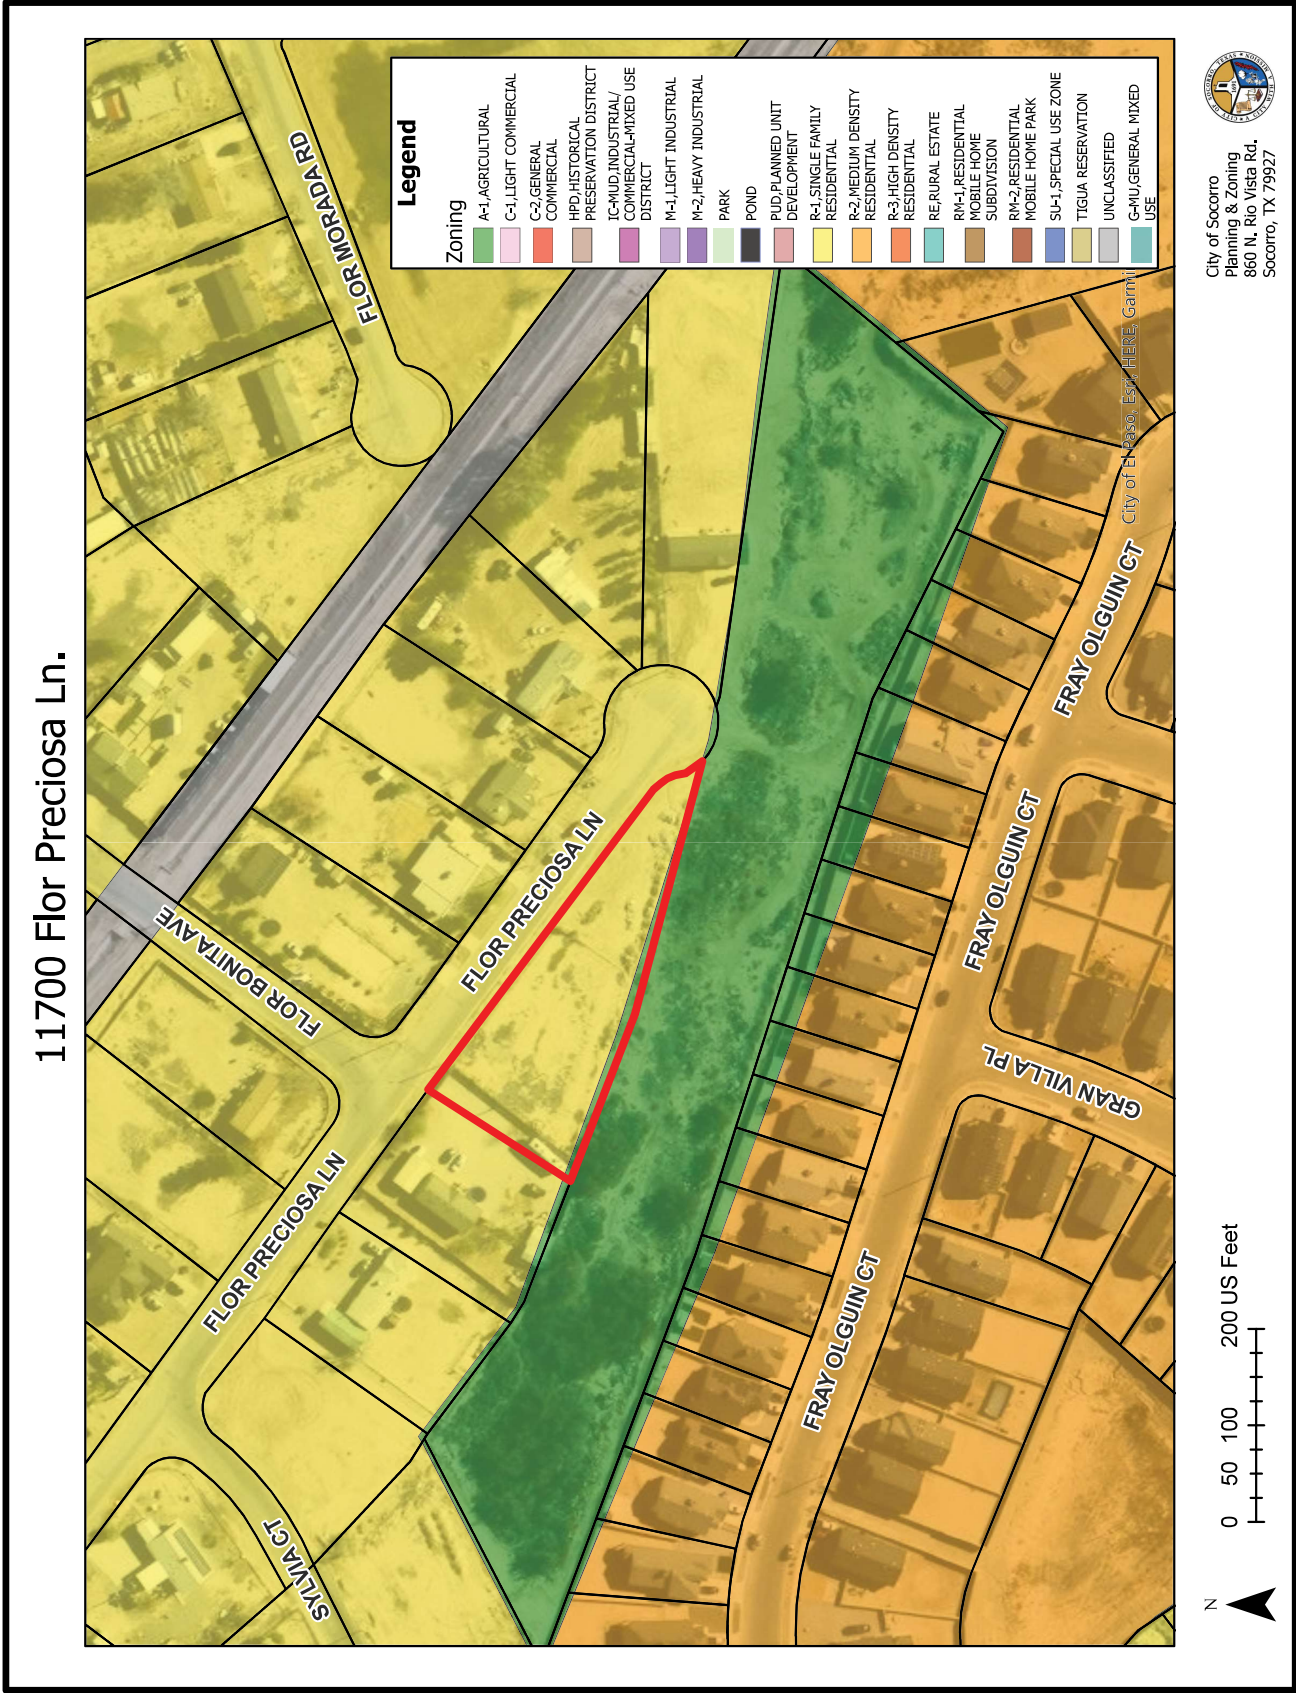 11700 Flor Preciosa Ln.
FLOR MORADA RD
FLOR BONITA AVE
FLOR PRECIOSA LN
FLOR PRECIOSA LN
SYLVIA CT
FRAY OLGUIN CT
FRAY OLGUIN CT
FRAY OLGUIN CT
GRAN VILLA PL
Legend
Zoning
A-1,AGRICULTURAL
C-1,LIGHT COMMERCIAL
C-2,GENERAL
COMMERCIAL
HPD,HISTORICAL
PRESERVATION DISTRICT
IC-MUD,INDUSTRIAL/
COMMERCIAL-MIXED USE
DISTRICT
M-1,LIGHT INDUSTRIAL
M-2,HEAVY INDUSTRIAL
PARK
POND
PUD,PLANNED UNIT
DEVELOPMENT
R-1,SINGLE FAMILY
RESIDENTIAL
R-2,MEDIUM DENSITY
RESIDENTIAL
R-3,HIGH DENSITY
RESIDENTIAL
RE,RURAL ESTATE
RM-1,RESIDENTIAL
MOBILE HOME
SUBDIVISION
RM-2,RESIDENTIAL
MOBILE HOME PARK
SU-1,SPECIAL USE ZONE
TIGUA RESERVATION
UNCLASSIFIED
G-MU,GENERAL MIXED
USE
City of El Paso, Esri, HERE, Garmi
N
0 50 100 200 US Feet
City of Socorro
Planning & Zoning
860 N. Rio Vista Rd.
Socorro, TX 79927